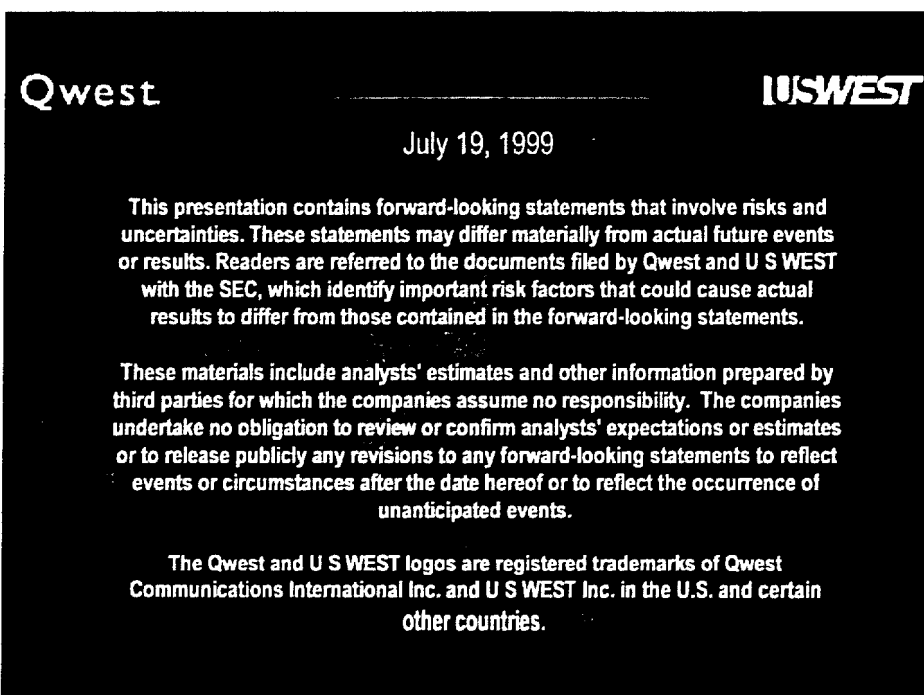 Qwest
USWEST
July 19, 1999
This presentation contains forward-looking statements that involve risks and
uncertainties. These statements may differ materially from actual future events
or results. Readers are referred to the documents filed by Qwest and U S WEST
with the SEC, which identify important risk factors that could cause actual
results to differ from those contained in the forward-looking statements.
These materials include analysts' estimates and other information prepared by
third parties for which the companies assume no responsibility. The companies
undertake no obligation to review or confirm analysts' expectations or estimates
or to release publicly any revisions to any forward-looking statements to reflect
events or circumstances after the date hereof or to reflect the occurrence of
unanticipated events.
The Qwest and U S WEST logos are registered trademarks of Qwest
Communications International Inc. and U S WEST Inc. in the U.S. and certain
other countries.